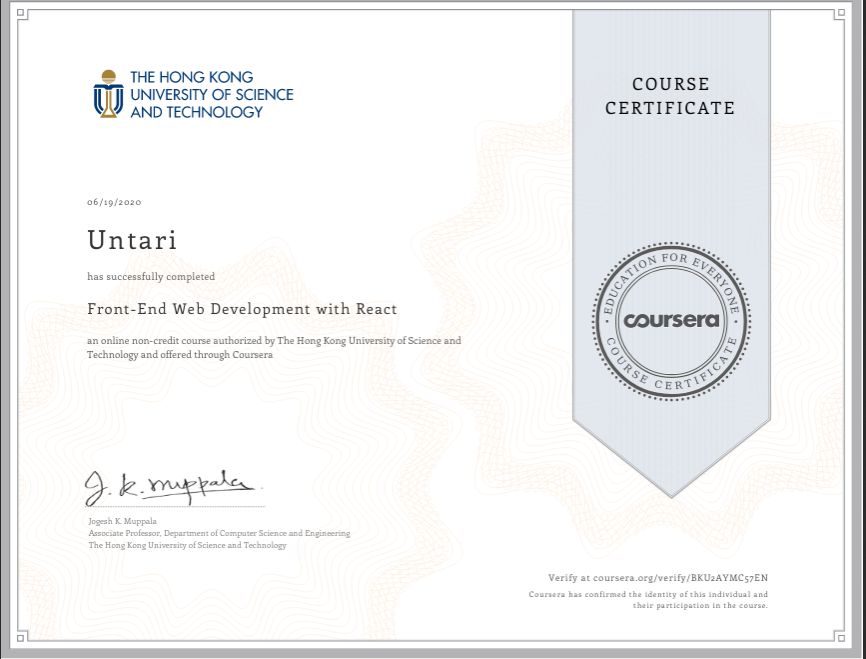 THE HONG KONG
UNIVERSITY OF SCIENCE
AND TECHNOLOGY
COURSE
CERTIFICATE
06/19/2020
Untari
has successfully completed
Front-End Web Development with React
an online non-credit course authorized by The Hong Kong University of Science and
Technology and offered through Coursera
EDUCATION FOR EVERYONE
coursera
COURSE CERTIFICATE
J. K. Muppala
Jogesh K. Muppala
Associate Professor, Department of Computer Science and Engineering
The Hong Kong University of Science and Technology
Verify at coursera.org/verify/BKU2AYMC57EN
Coursera has confirmed the identity of this individual and
their participation in the course.